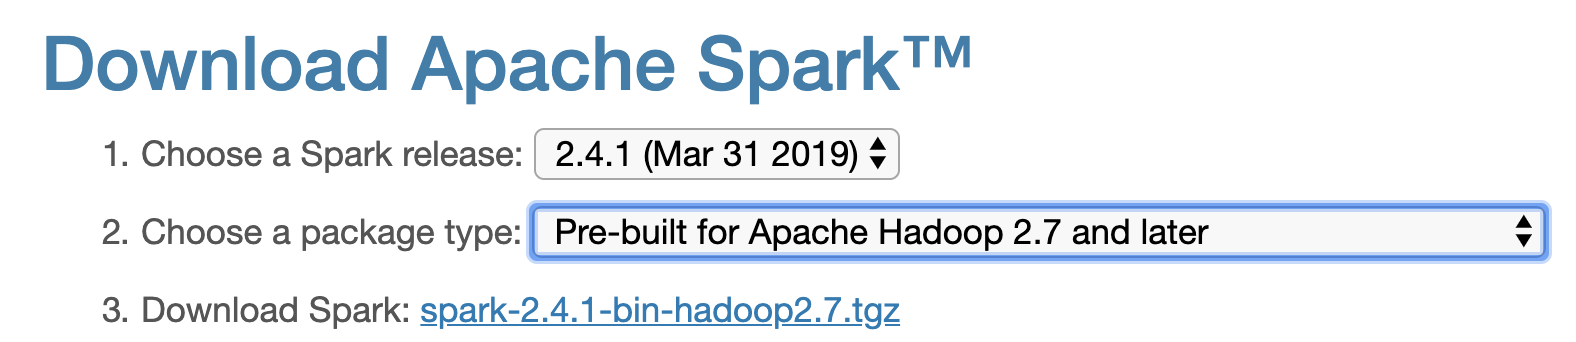 Download Apache Spark™
1. Choose a Spark release: 2.4.1 (Mar 31 2019)
2. Choose a package type: Pre-built for Apache Hadoop 2.7 and later
3. Download Spark: spark-2.4.1-bin-hadoop2.7.tgz